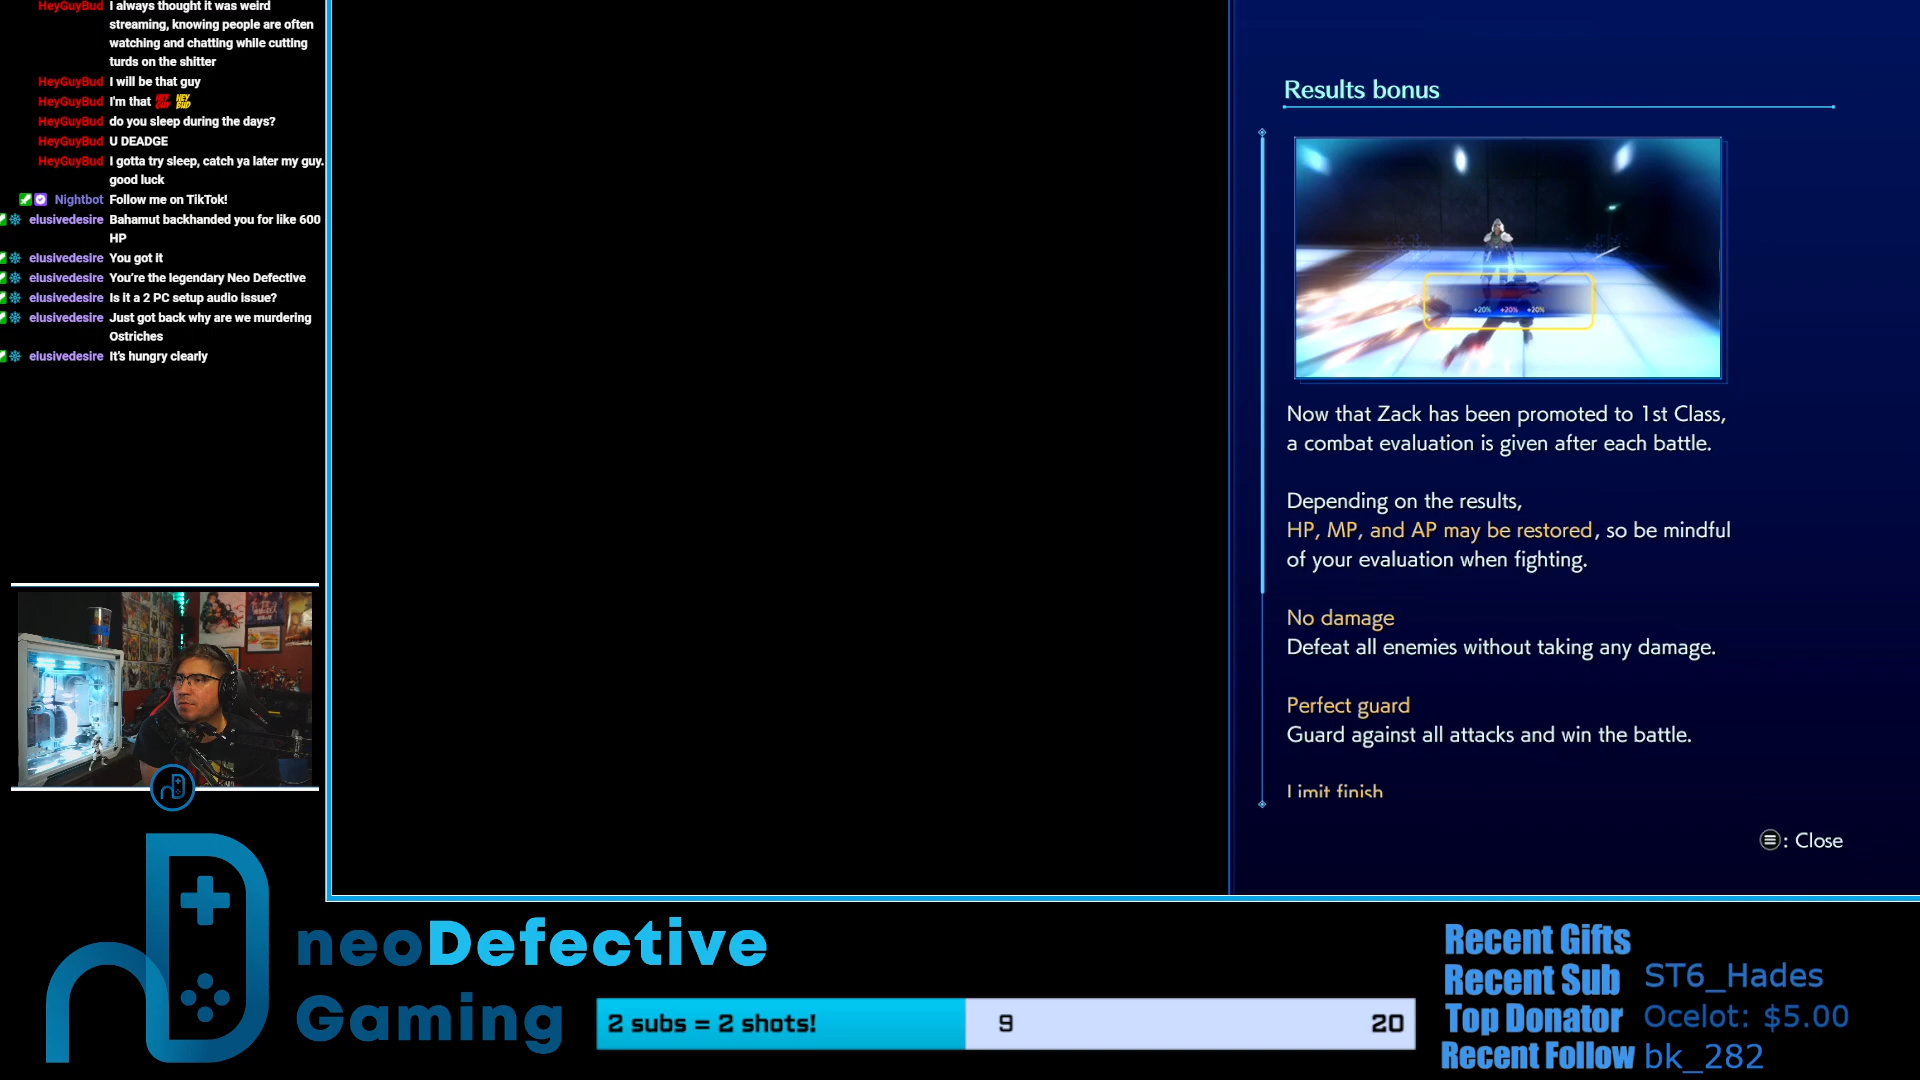 HeyGuyBud I always thought it was weird
streaming, knowing people are often
watching and chatting while cutting
turds on the shitter
HeyGuyBud I will be that guy
HeyGuyBud I'm that HEY GUY HEY BUD
HeyGuyBud do you sleep during the days?
HeyGuyBud U DEADGE
HeyGuyBud I gotta try sleep, catch ya later my guy.
good luck
Nightbot Follow me on TikTok!
elusivedesire Bahamut backhanded you for like 600
HP
elusivedesire You got it
elusivedesire You're the legendary Neo Defective
elusivedesire Is it a 2 PC setup audio issue?
elusivedesire Just got back why are we murdering
Ostriches
elusivedesire It's hungry clearly
Results bonus
+20% +20% +20%
Now that Zack has been promoted to 1st Class,
a combat evaluation is given after each battle.
Depending on the results,
HP, MP, and AP may be restored, so be mindful
of your evaluation when fighting.
No damage
Defeat all enemies without taking any damage.
Perfect guard
Guard against all attacks and win the battle.
Limit finish
: Close
nD
neoDefective
Gaming
2 subs = 2 shots! 9 20
Recent Gifts
Recent Sub ST6_Hades
Top Donator Ocelot: $5.00
Recent Follow bk_282